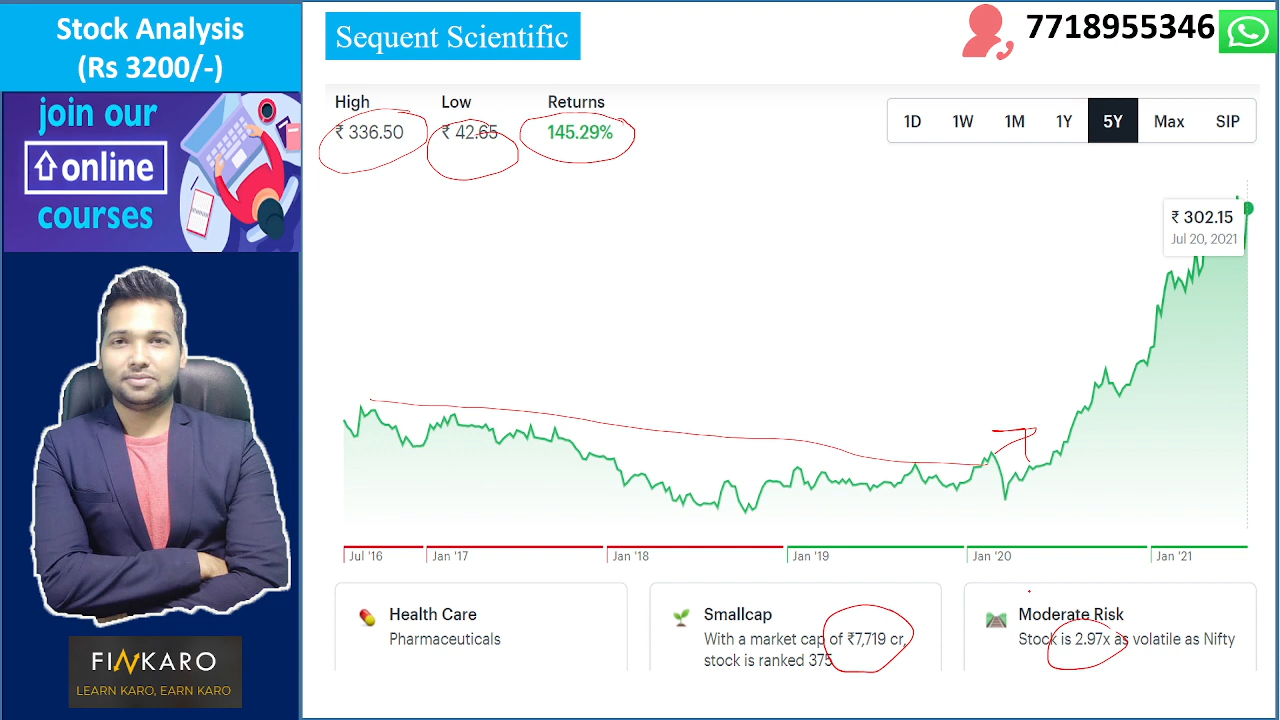 Stock Analysis
(Rs 3200/-)
join our
online
courses
FINKARO
LEARN KARO, EARN KARO
Sequent Scientific
7718955346
High
Low
Returns
₹ 336.50
₹ 42.65
145.29%
1D 1W 1M 1Y 5Y Max SIP
₹ 302.15
Jul 20, 2021
Jul '16 Jan '17 Jan '18 Jan '19 Jan '20 Jan '21
Health Care
Pharmaceuticals
Smallcap
With a market cap of ₹7,719 cr,
stock is ranked 375
Moderate Risk
Stock is 2.97x as volatile as Nifty